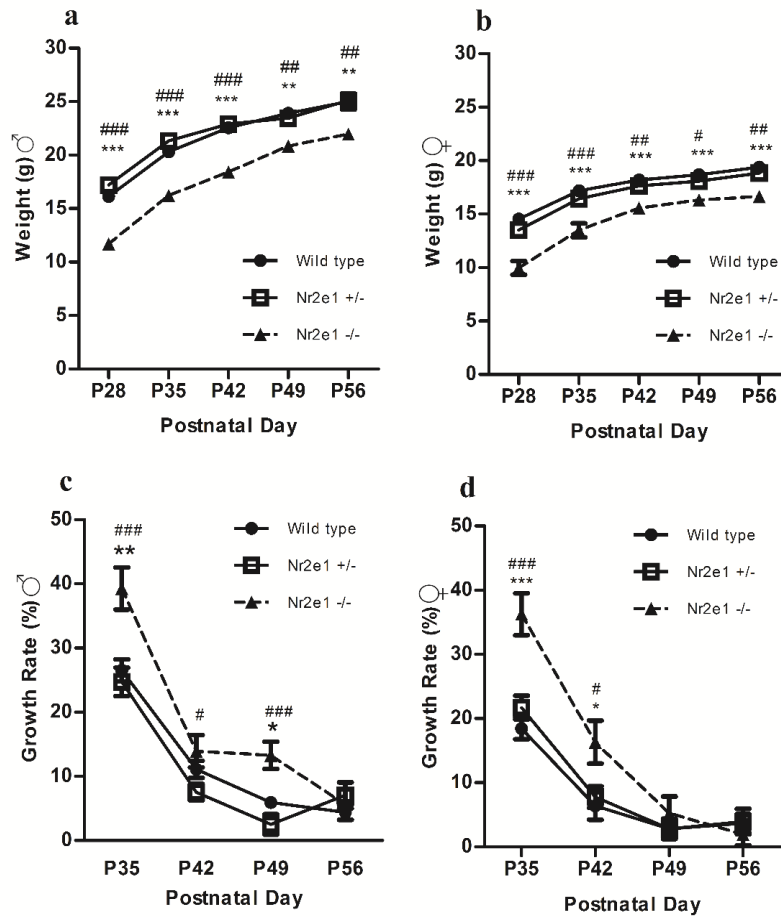 a
## 
## 
### 
### 
###
** 
** 
*** 
*** 
***
30
25
20
15
10
5
0
Weight (g) ♂
Wild type
Nr2e1 +/-
Nr2e1 -/-
P28 P35 P42 P49 P56
Postnatal Day
b
### ### ## # ##
*** *** *** *** ***
30
25
20
15
10
5
0
Weight (g) ♀
Wild type
Nr2e1 +/-
Nr2e1 -/-
P28 P35 P42 P49 P56
Postnatal Day
c
###
**
#
###
*
50
40
30
20
10
0
Growth Rate (%) ♂
Wild type
Nr2e1 +/-
Nr2e1 -/-
P35 P42 P49 P56
Postnatal Day
d
###
***
#
*
50
40
30
20
10
0
Growth Rate (%) ♀
Wild type
Nr2e1 +/-
Nr2e1 -/-
P35 P42 P49 P56
Postnatal Day